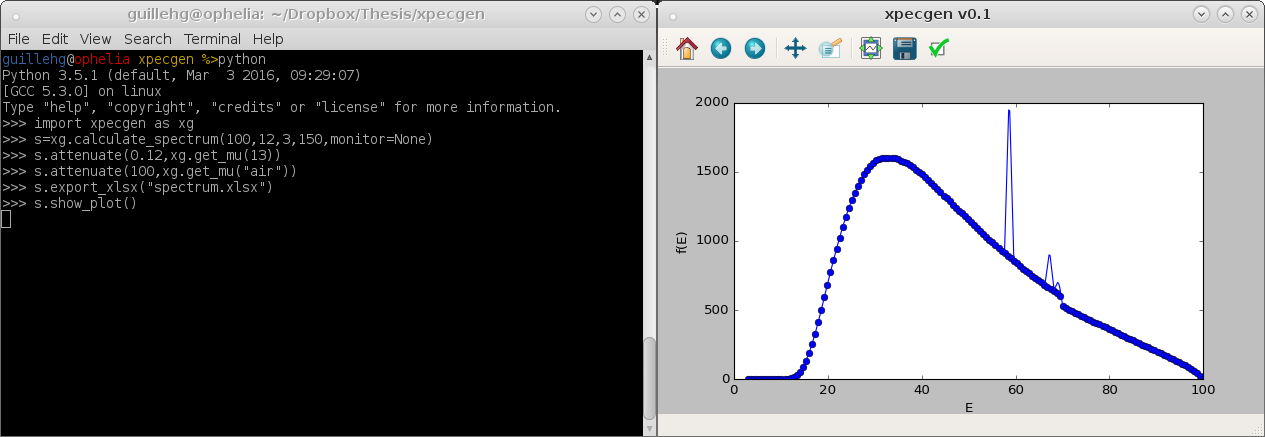 guillehg@ophelia: ~/Dropbox/Thesis/xpecgen
File Edit View Search Terminal Help
guillehg@ophelia xpecgen %>python
Python 3.5.1 (default, Mar  3 2016, 09:29:07)
[GCC 5.3.0] on linux
Type "help", "copyright", "credits" or "license" for more information.
>>> import xpecgen as xg
>>> s=xg.calculate_spectrum(100,12,3,150,monitor=None)
>>> s.attenuate(0.12,xg.get_mu(13))
>>> s.attenuate(100,xg.get_mu("air"))
>>> s.export_xlsx("spectrum.xlsx")
>>> s.show_plot()
xpecgen v0.1
2000
1500
1000
500
0
f(E)
0 20 40 60 80 100
E